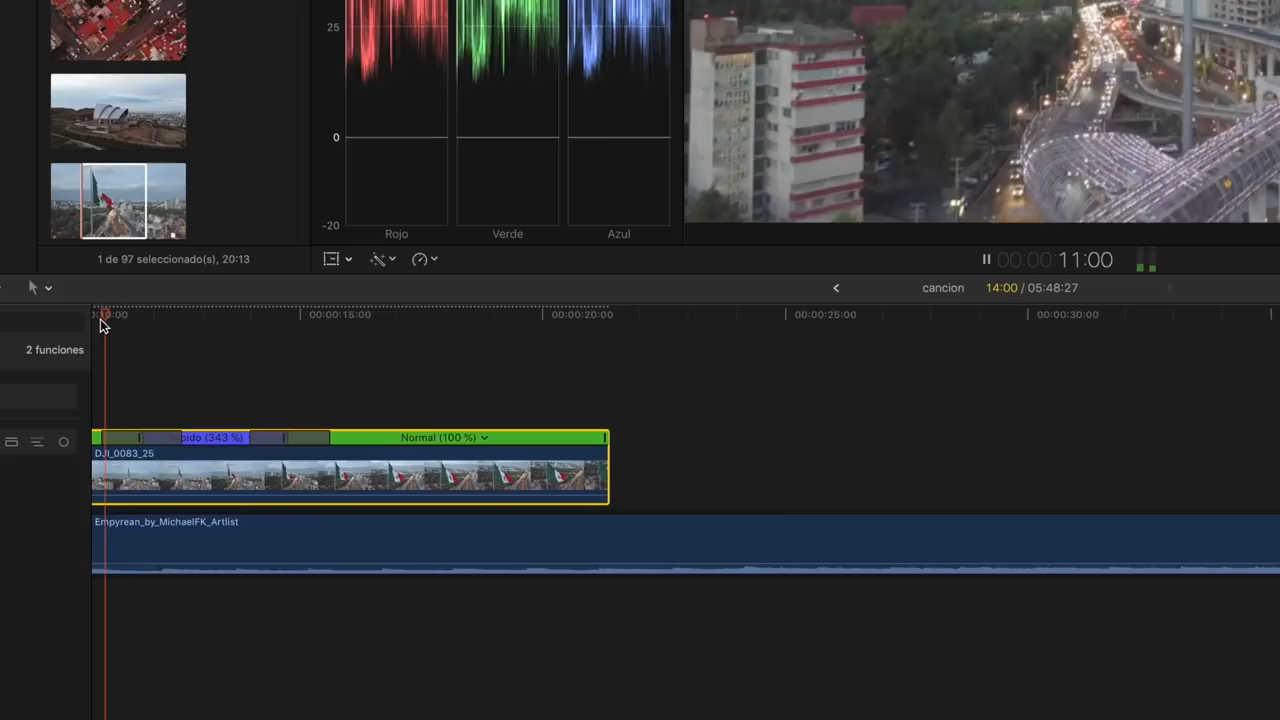 25
0
-20
Rojo Verde Azul
1 de 97 seleccionado(s), 20:13
00:00:11:00
cancion 14:00 / 05:48:27
:10:00 00:00:15:00 00:00:20:00 00:00:25:00 00:00:30:00
2 funciones
pido (343 %) Normal (100 %)
DJI_0083_25
Empyrean_by_MichaelFK_Artlist